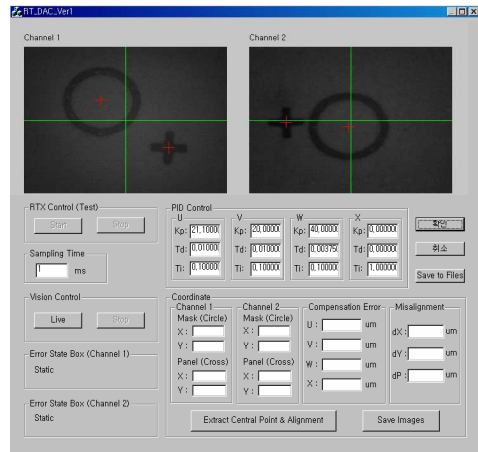 RT_DAC_Ver1
Channel 1
Channel 2
RTX Control (Test)
Start
Stop
Sampling Time
1 ms
Vision Control
Live
Stop
Error State Box (Channel 1)
Static
Error State Box (Channel 2)
Static
PID Control
U
V
W
X
Kp: 21,1000(
Kp: 20,0000(
Kp: 40,0000(
Kp: 0,00000(
Td: 0,01000(
Td: 0,01000(
Td: 0,00375(
Td: 0,00000(
Ti: 0,10000(
Ti: 0,10000(
Ti: 0,10000(
Ti: 1,00000(
확인
취소
Save to Files
Coordinate
Channel 1
Mask (Circle)
X :
Y :
Panel (Cross)
X :
Y :
Channel 2
Mask (Circle)
X :
Y :
Panel (Cross)
X :
Y :
Compensation Error
U : um
V : um
W : um
X : um
Misalignment
dX : um
dY : um
dP : um
Extract Central Point & Alignment
Save Images